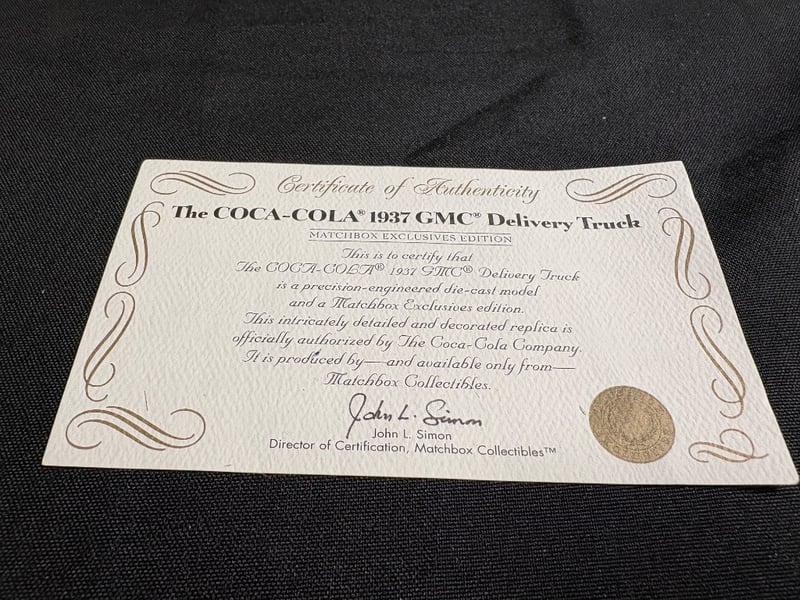 Certificate of Authenticity
The COCA-COLA® 1937 GMC® Delivery Truck
MATCHBOX EXCLUSIVES EDITION
This is to certify that
The COCA-COLA® 1937 GMC® Delivery Truck
is a precision-engineered die-cast model
and a Matchbox Exclusives edition.
This intricately detailed and decorated replica is
officially authorized by The Coca-Cola Company.
It is produced by—and available only from—
Matchbox Collectibles.
John L. Simon
John L. Simon
Director of Certification, Matchbox Collectibles™